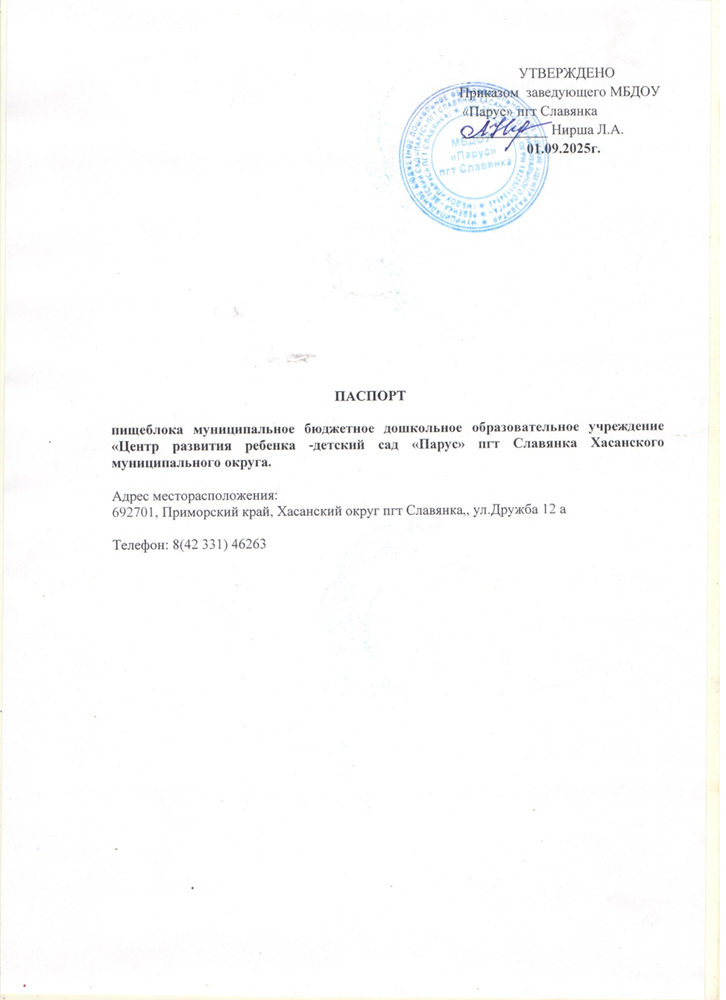 УТВЕРЖДЕНО
Приказом заведующего МБДОУ
«Парус» пгт Славянка
Нирша Л.А.
01.09.2025г.
МБДОУ
«Парус»
пгт Славянка
ПАСПОРТ
пищеблока муниципальное бюджетное дошкольное образовательное учреждение
«Центр развития ребенка -детский сад «Парус» пгт Славянка Хасанского
муниципального округа.
Адрес месторасположения:
692701, Приморский край, Хасанский округ пгт Славянка,, ул.Дружба 12 а
Телефон: 8(42 331) 46263